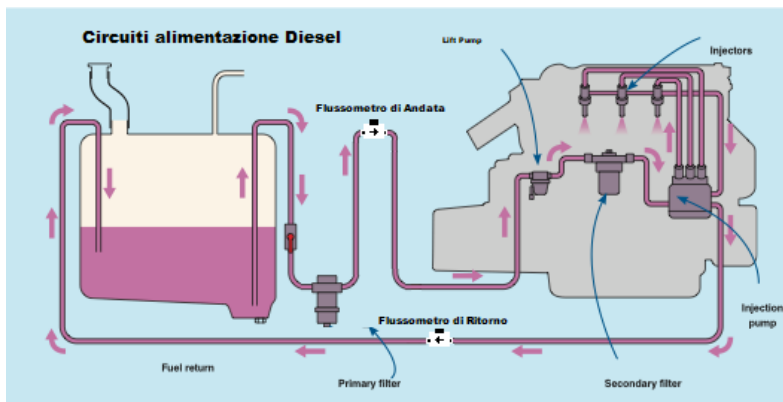 Circuiti alimentazione Diesel
Lift Pump
Injectors
Flussometro di Andata
Flussometro di Ritorno
Injection
pump
Fuel return
Primary filter
Secondary filter